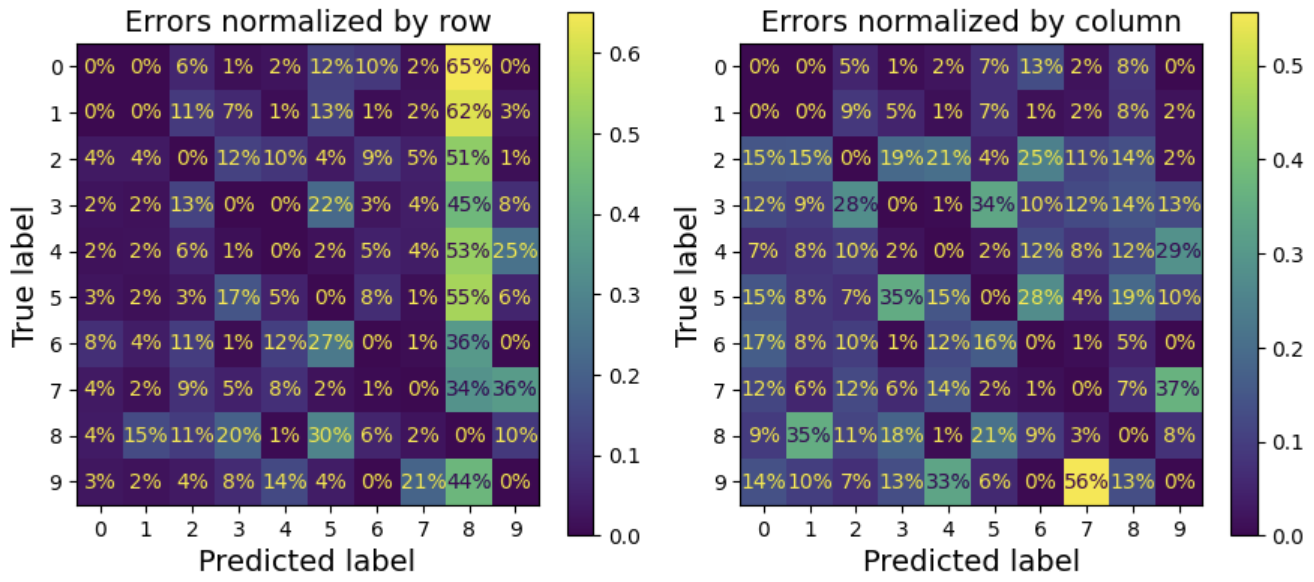 Errors normalized by row
Errors normalized by column
0 0% 0% 6% 1% 2% 12% 10% 2% 65% 0%
1 0% 0% 11% 7% 1% 13% 1% 2% 62% 3%
2 4% 4% 0% 12% 10% 4% 9% 5% 51% 1%
3 2% 2% 13% 0% 0% 22% 3% 4% 45% 8%
4 2% 2% 6% 1% 0% 2% 5% 4% 53% 25%
5 3% 2% 3% 17% 5% 0% 8% 1% 55% 6%
6 8% 4% 11% 1% 12% 27% 0% 1% 36% 0%
7 4% 2% 9% 5% 8% 2% 1% 0% 34% 36%
8 4% 15% 11% 20% 1% 30% 6% 2% 0% 10%
9 3% 2% 4% 8% 14% 4% 0% 21% 44% 0%
0 1 2 3 4 5 6 7 8 9
Predicted label
True label
0.6
0.5
0.4
0.3
0.2
0.1
0.0
0 0% 0% 5% 1% 2% 7% 13% 2% 8% 0%
1 0% 0% 9% 5% 1% 7% 1% 2% 8% 2%
2 15% 15% 0% 19% 21% 4% 25% 11% 14% 2%
3 12% 9% 28% 0% 1% 34% 10% 12% 14% 13%
4 7% 8% 10% 2% 0% 2% 12% 8% 12% 29%
5 15% 8% 7% 35% 15% 0% 28% 4% 19% 10%
6 17% 8% 10% 1% 12% 16% 0% 1% 5% 0%
7 12% 6% 12% 6% 14% 2% 1% 0% 7% 37%
8 9% 35% 11% 18% 1% 21% 9% 3% 0% 8%
9 14% 10% 7% 13% 33% 6% 0% 56% 13% 0%
0 1 2 3 4 5 6 7 8 9
Predicted label
True label
0.5
0.4
0.3
0.2
0.1
0.0